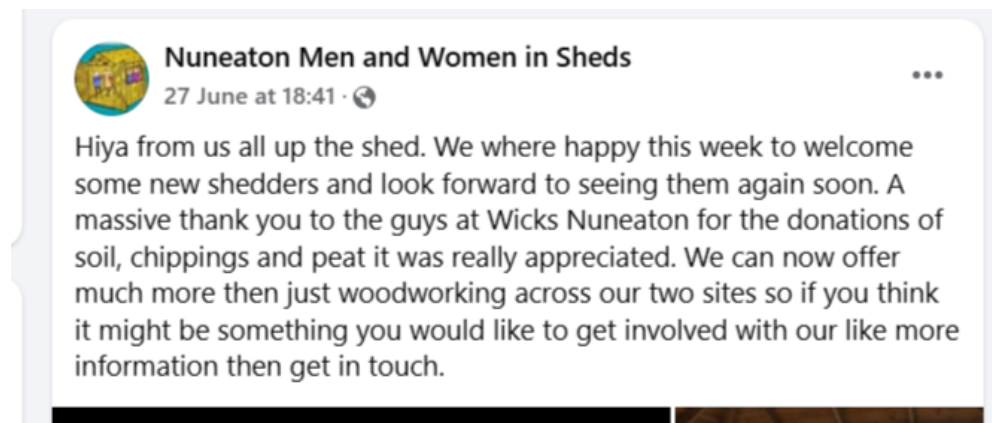 Nuneaton Men and Women in Sheds
27 June at 18:41 ·
Hiya from us all up the shed. We where happy this week to welcome
some new shedders and look forward to seeing them again soon. A
massive thank you to the guys at Wicks Nuneaton for the donations of
soil, chippings and peat it was really appreciated. We can now offer
much more then just woodworking across our two sites so if you think
it might be something you would like to get involved with our like more
information then get in touch.